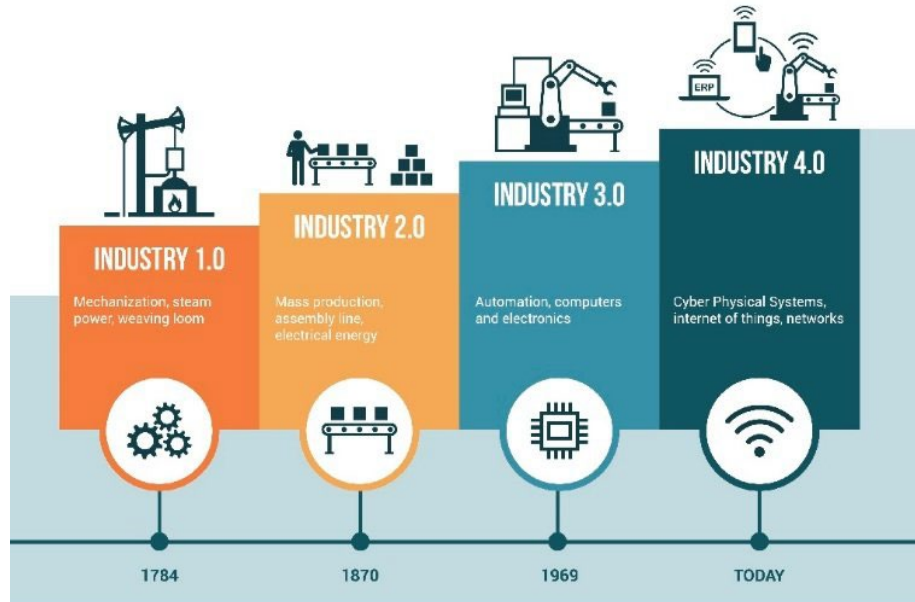 ERP
INDUSTRY 1.0
Mechanization, steam
power, weaving loom
INDUSTRY 2.0
Mass production,
assembly line,
electrical energy
INDUSTRY 3.0
Automation, computers
and electronics
INDUSTRY 4.0
Cyber Physical Systems,
internet of things, networks
1784
1870
1969
TODAY